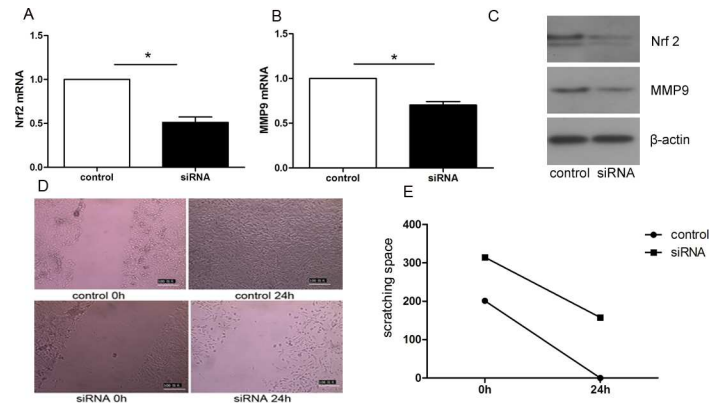 A
Nrf2 mRNA
1.5
1.0
0.5
0.0
*
control
siRNA
B
MMP9 mRNA
1.5
1.0
0.5
0.0
*
control
siRNA
C
Nrf 2
MMP9
β-actin
control siRNA
D
control 0h
control 24h
siRNA 0h
siRNA 24h
E
scratching space
400
300
200
100
0
0h
24h
control
siRNA